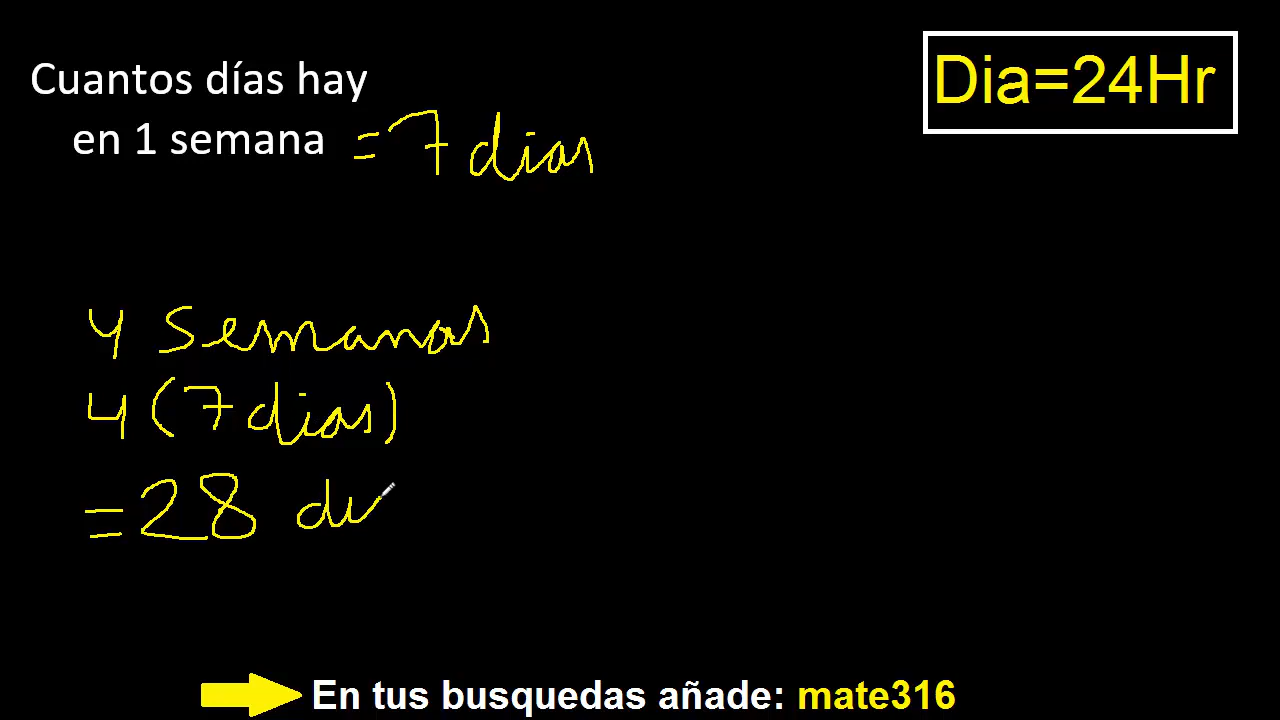 Cuantos días hay
en 1 semana = 7 dias
Dia=24Hr
4 semanas
4 (7 dias)
= 28 di
En tus busquedas añade: mate316